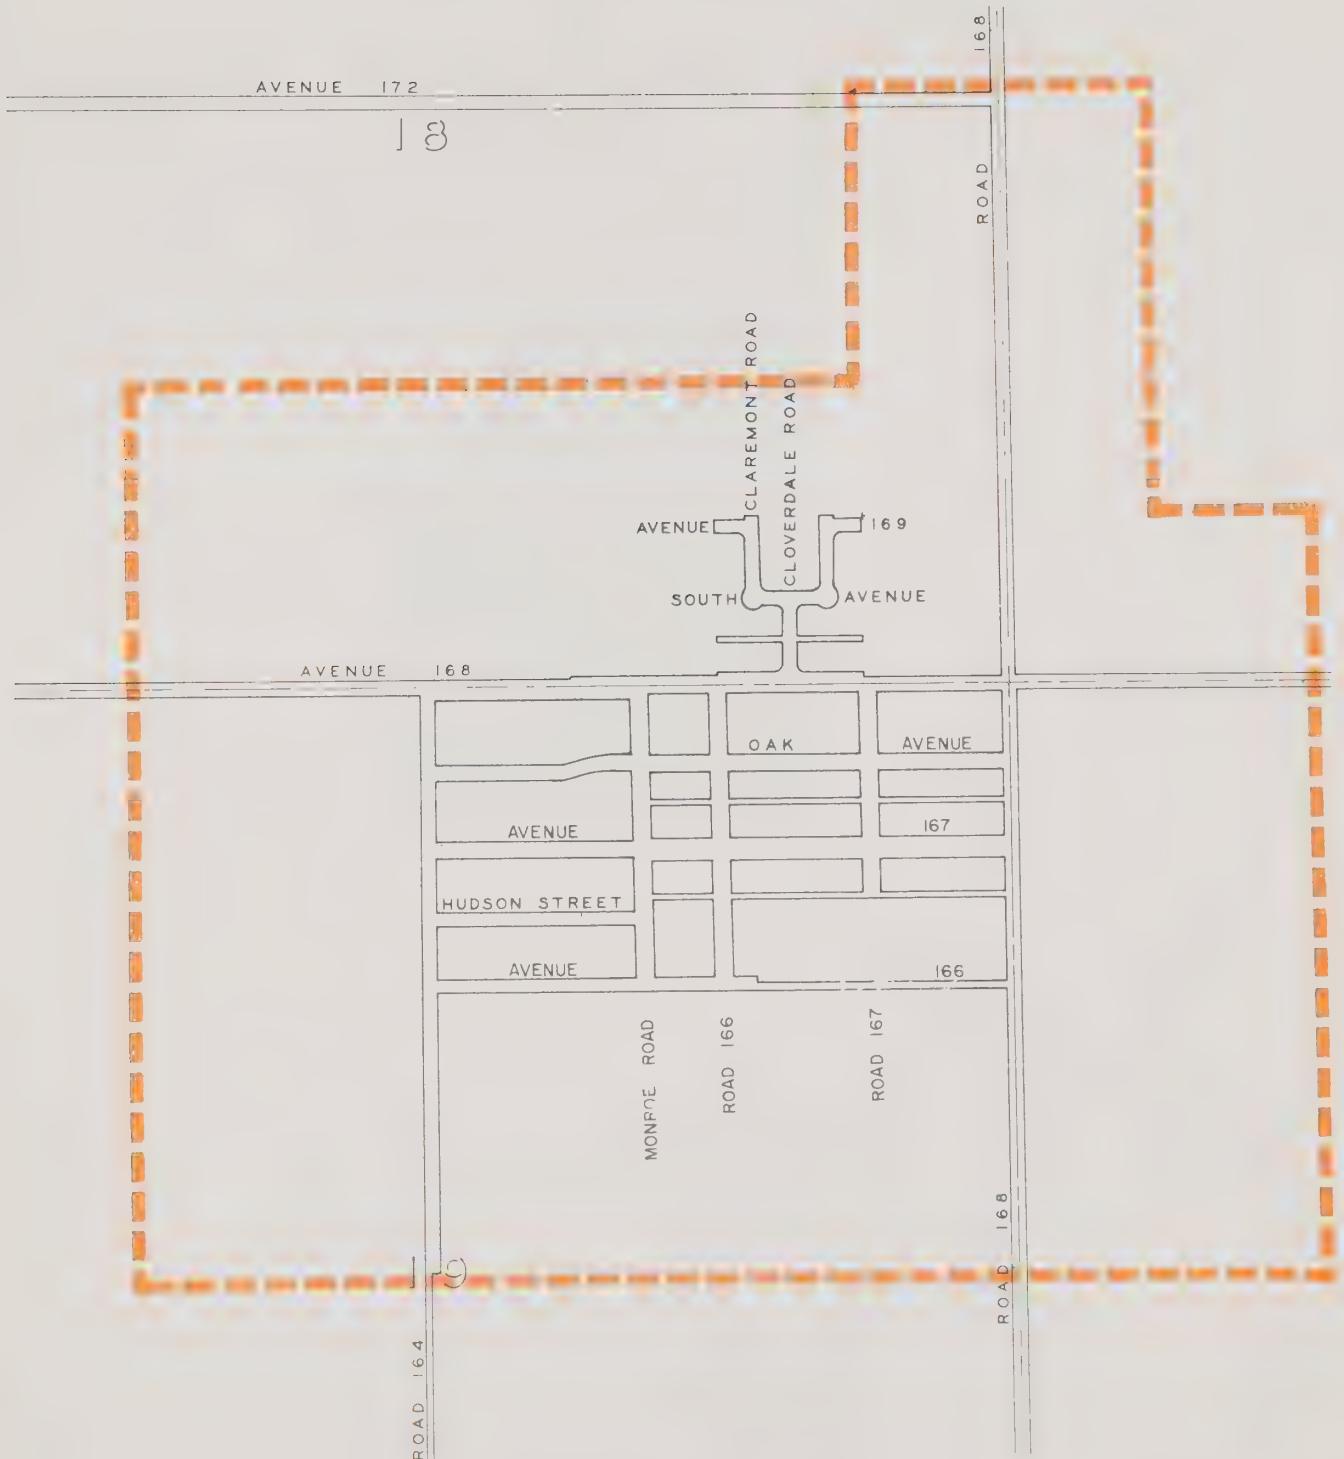 168
AVENUE 172
18
ROAD
CLAREMONT ROAD
CLOVERDALE ROAD
AVENUE 169
SOUTH AVENUE
AVENUE 168
OAK AVENUE
AVENUE 167
HUDSON STREET
AVENUE 166
MONROE ROAD
ROAD 166
ROAD 167
ROAD 168
19
ROAD 164